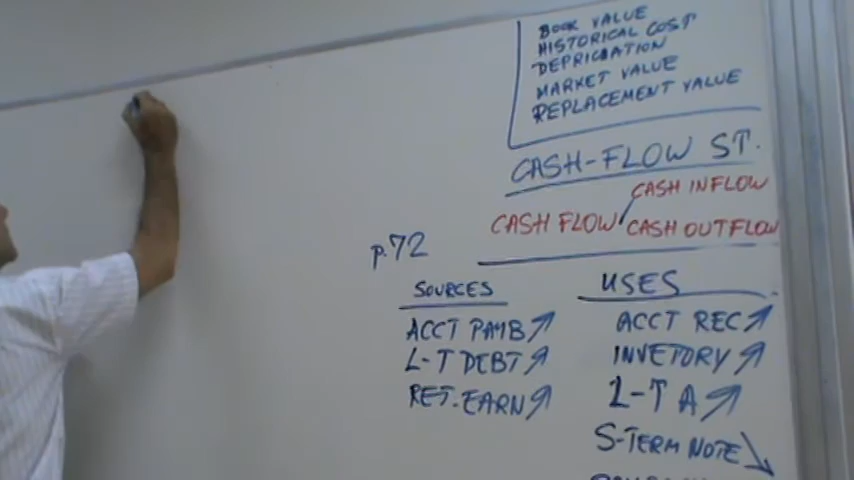 BOOK VALUE
HISTORICAL COST
DEPRICIATION
MARKET VALUE
REPLACEMENT VALUE
CASH-FLOW ST.
CASH FLOW / CASH INFLOW
CASH OUTFLOW
p.72
SOURCES
ACCT PAYB ↗
L-T DEBT ↗
RET. EARN ↗
USES
ACCT REC ↗
INVETORY ↗
L-T A ↗
S-TERM NOTE ↘